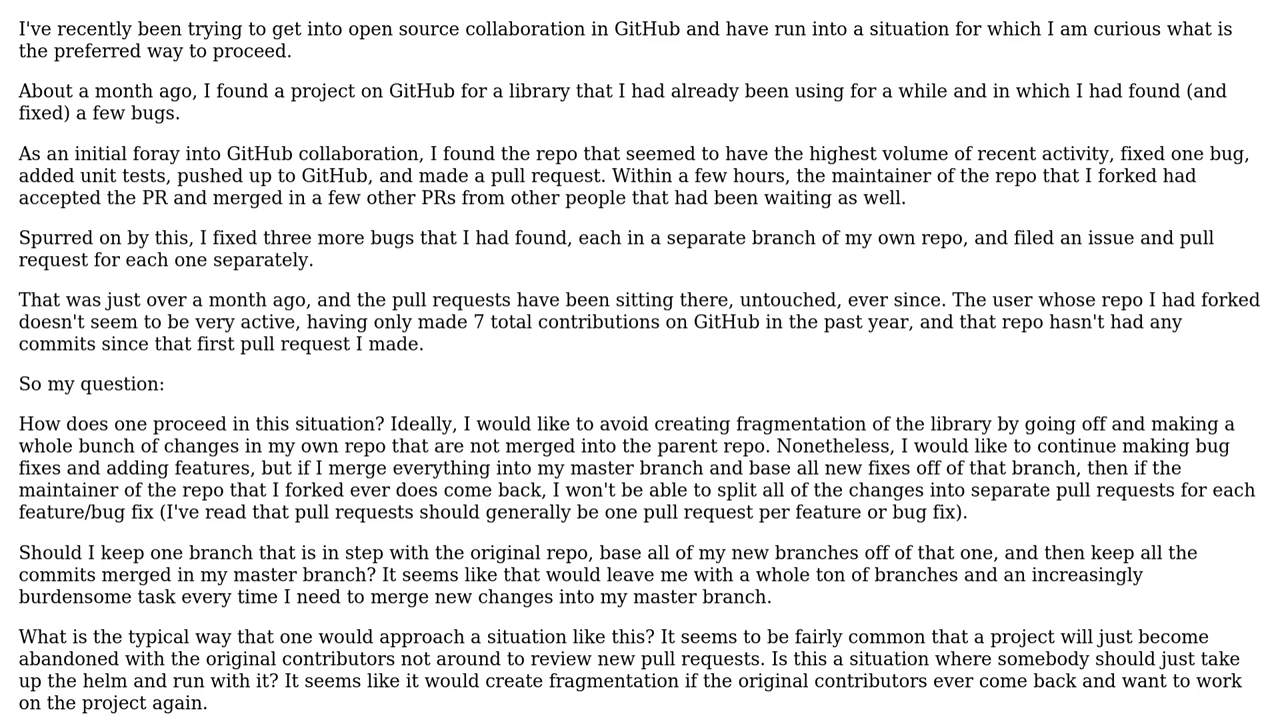 I've recently been trying to get into open source collaboration in GitHub and have run into a situation for which I am curious what is
the preferred way to proceed.
About a month ago, I found a project on GitHub for a library that I had already been using for a while and in which I had found (and
fixed) a few bugs.
As an initial foray into GitHub collaboration, I found the repo that seemed to have the highest volume of recent activity, fixed one bug,
added unit tests, pushed up to GitHub, and made a pull request. Within a few hours, the maintainer of the repo that I forked had
accepted the PR and merged in a few other PRs from other people that had been waiting as well.
Spurred on by this, I fixed three more bugs that I had found, each in a separate branch of my own repo, and filed an issue and pull
request for each one separately.
That was just over a month ago, and the pull requests have been sitting there, untouched, ever since. The user whose repo I had forked
doesn't seem to be very active, having only made 7 total contributions on GitHub in the past year, and that repo hasn't had any
commits since that first pull request I made.
So my question:
How does one proceed in this situation? Ideally, I would like to avoid creating fragmentation of the library by going off and making a
whole bunch of changes in my own repo that are not merged into the parent repo. Nonetheless, I would like to continue making bug
fixes and adding features, but if I merge everything into my master branch and base all new fixes off of that branch, then if the
maintainer of the repo that I forked ever does come back, I won't be able to split all of the changes into separate pull requests for each
feature/bug fix (I've read that pull requests should generally be one pull request per feature or bug fix).
Should I keep one branch that is in step with the original repo, base all of my new branches off of that one, and then keep all the
commits merged in my master branch? It seems like that would leave me with a whole ton of branches and an increasingly
burdensome task every time I need to merge new changes into my master branch.
What is the typical way that one would approach a situation like this? It seems to be fairly common that a project will just become
abandoned with the original contributors not around to review new pull requests. Is this a situation where somebody should just take
up the helm and run with it? It seems like it would create fragmentation if the original contributors ever come back and want to work
on the project again.